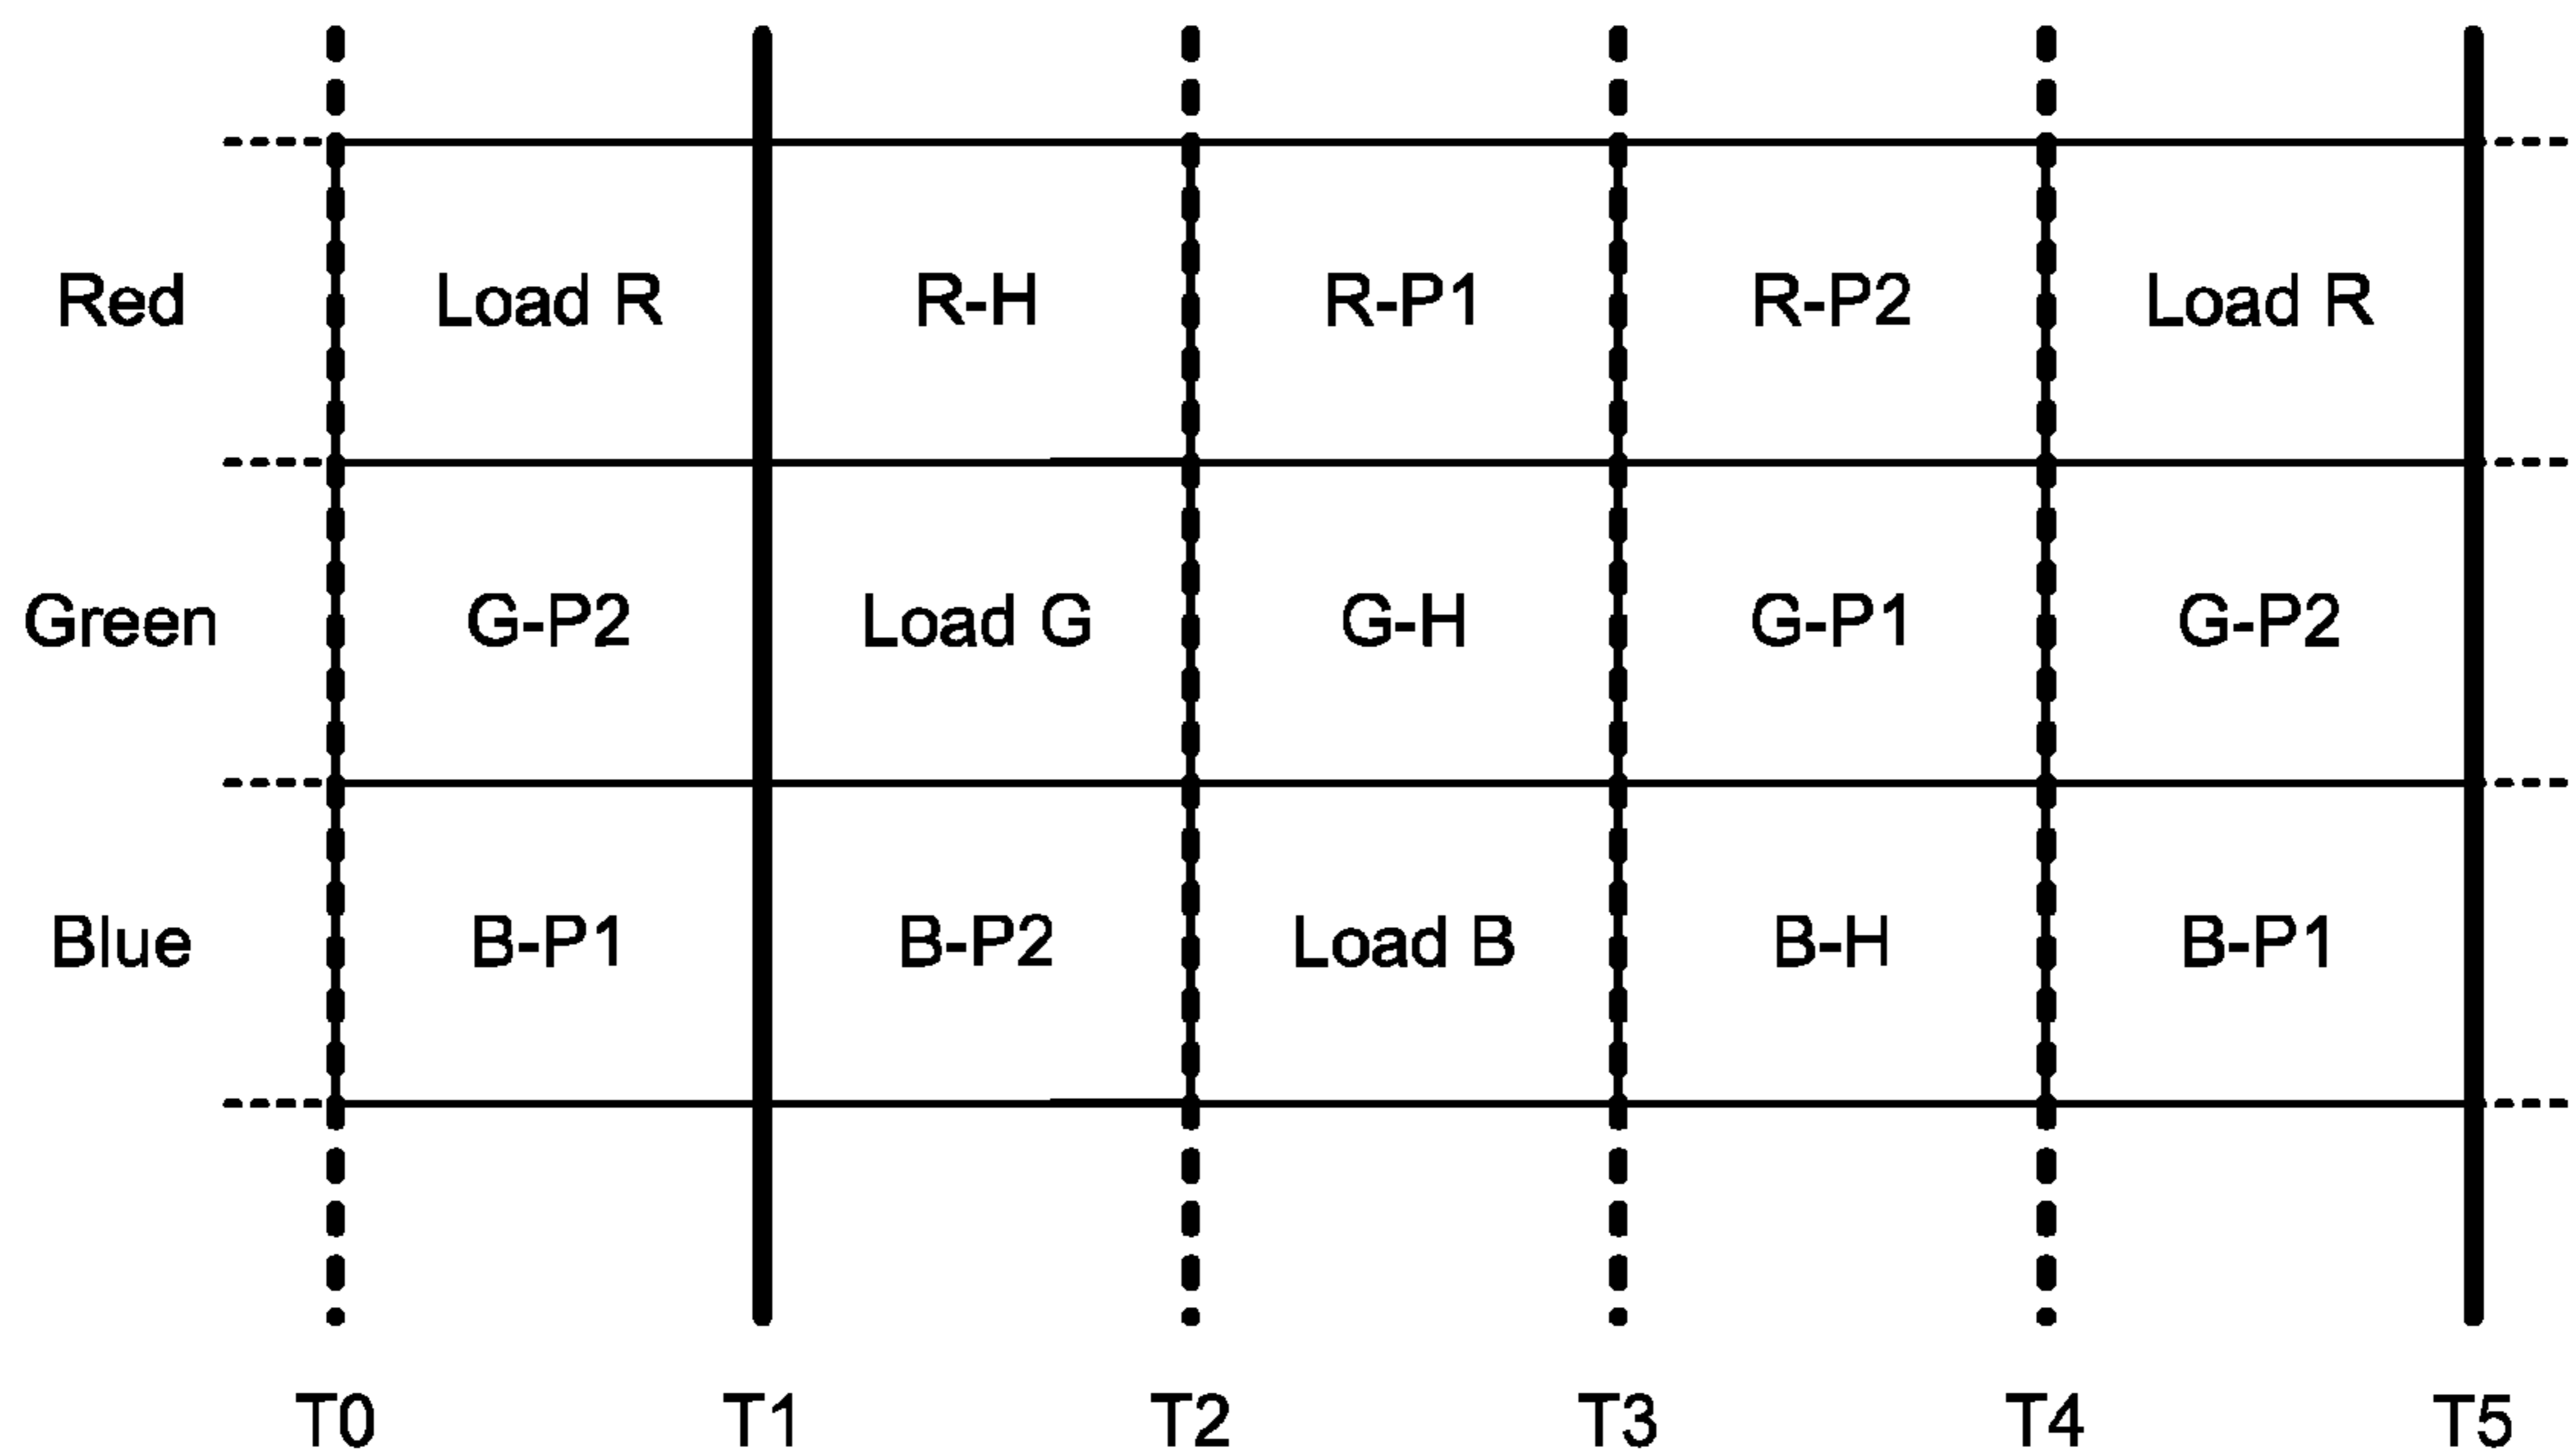 Red Load R R-H R-P1 R-P2 Load R
Green G-P2 Load G G-H G-P1 G-P2
Blue B-P1 B-P2 Load B B-H B-P1
T0 T1 T2 T3 T4 T5